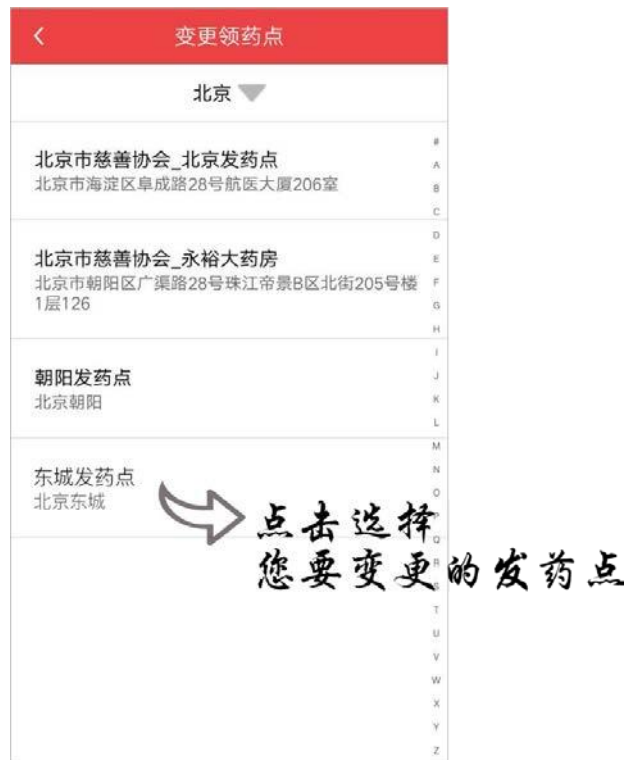 变更领药点
北京
北京市慈善协会_北京发药点
北京市海淀区阜成路28号航医大厦206室
北京市慈善协会_永裕大药房
北京市朝阳区广渠路28号珠江帝景B区北街205号楼
1层126
朝阳发药点
北京朝阳
东城发药点
北京东城
点击选择
您要变更的发药点
#
A
B
C
D
E
F
G
H
I
J
K
L
M
N
O
P
Q
R
S
T
U
V
W
X
Y
Z